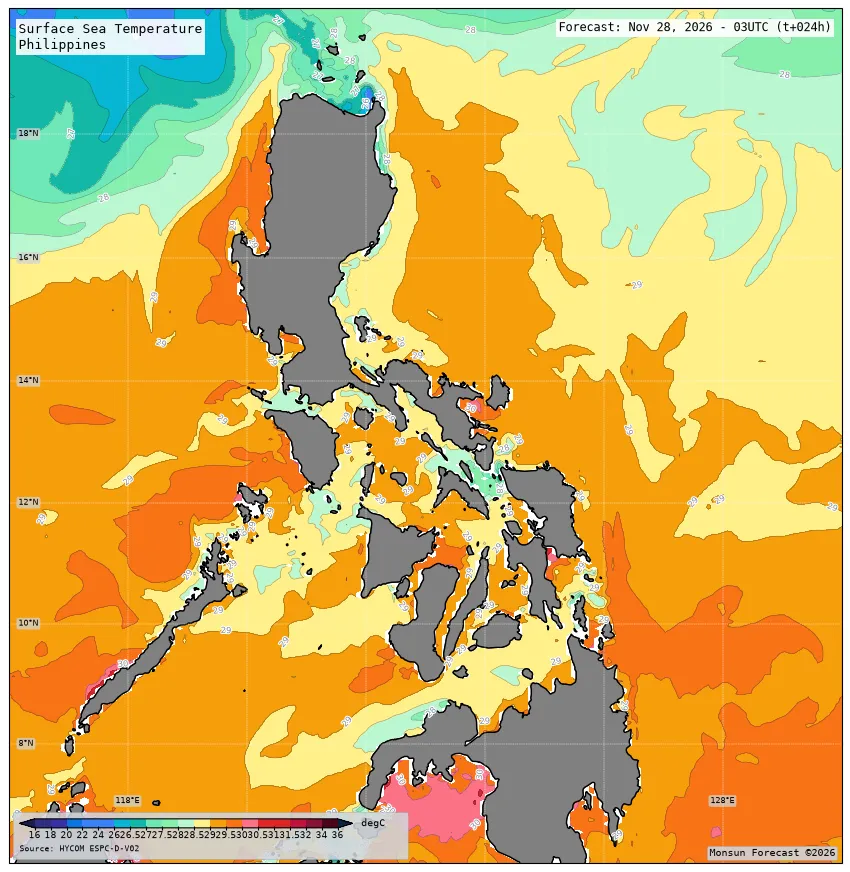 Surface Sea Temperature
Philippines
Forecast: Nov 28, 2026 - 03UTC (t+024h)
18°N
16°N
14°N
12°N
10°N
8°N
118°E
128°E
16 18 20 22 24 26 26.5 27 27.5 28 28.5 29 29.5 30 30.5 31 31.5 32 34 36 degC
Source: HYCOM ESPC-D-V02
Monsun Forecast ©2026